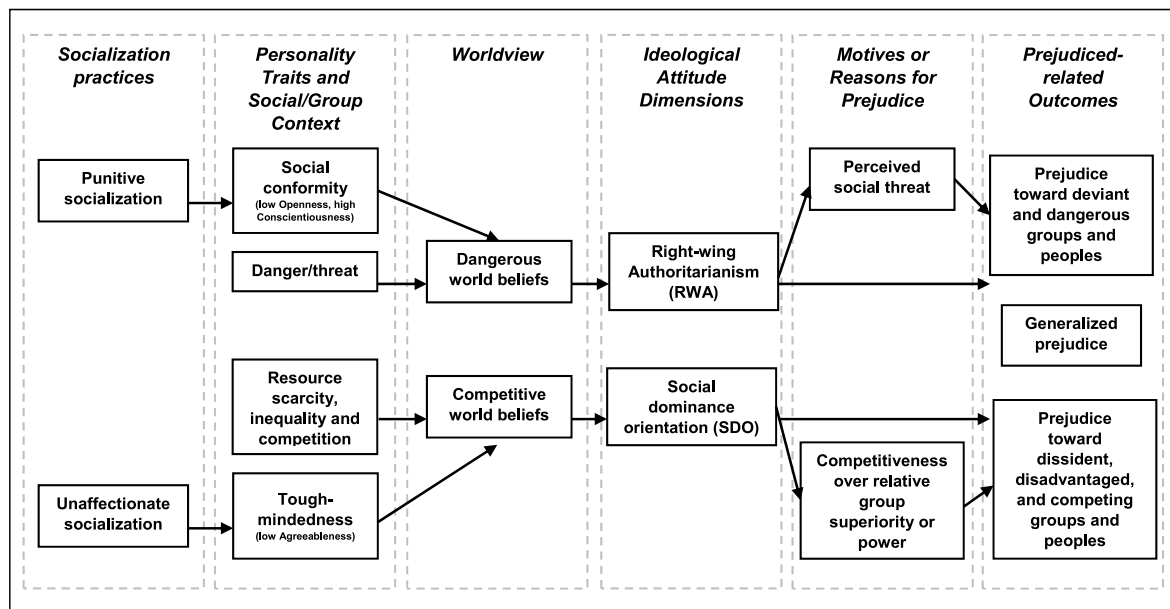 Socialization
practices
Personality
Traits and
Social/Group
Context
Worldview
Ideological
Attitude
Dimensions
Motives or
Reasons for
Prejudice
Prejudiced-
related
Outcomes
Punitive
socialization
Social
conformity
(low Openness, high
Conscientiousness)
Perceived
social threat
Prejudice
toward deviant
and dangerous
groups and
peoples
Danger/threat
Dangerous
world beliefs
Right-wing
Authoritarianism
(RWA)
Generalized
prejudice
Resource
scarcity,
inequality and
competition
Competitive
world beliefs
Social
dominance
orientation (SDO)
Unaffectionate
socialization
Tough-
mindedness
(low Agreeableness)
Competitiveness
over relative
group
superiority or
power
Prejudice
toward
dissident,
disadvantaged,
and competing
groups and
peoples